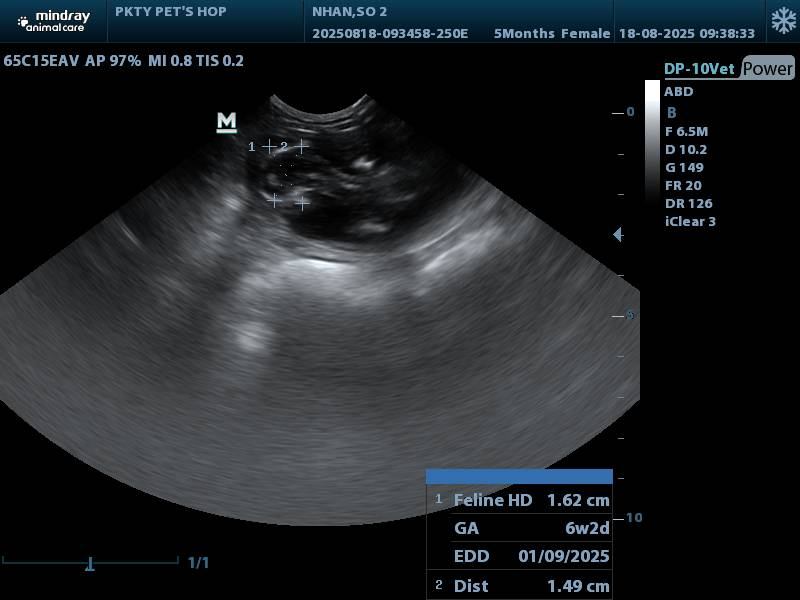 mindray
animal care
PKTY PET'S HOP
NHAN,SO 2
20250818-093458-250E
5Months Female
18-08-2025 09:38:33
65C15EAV AP 97% MI 0.8 TIS 0.2
DP-10Vet
Power
ABD
B
F 6.5M
D 10.2
G 149
FR 20
DR 126
iClear 3
M
1
2
0
5
10
1 Feline HD 1.62 cm
GA 6w2d
EDD 01/09/2025
2 Dist 1.49 cm
1/1